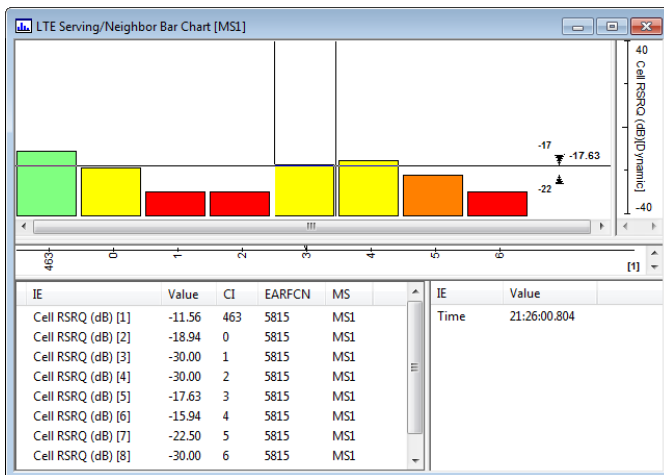 LTE Serving/Neighbor Bar Chart [MS1]
40
Cell RSRQ (dB)[Dynamic]
-40
-17
-17.63
-22
463 0 1 2 3 4 5 6
[1]
IE Value CI EARFCN MS
Cell RSRQ (dB) [1] -11.56 463 5815 MS1
Cell RSRQ (dB) [2] -18.94 0 5815 MS1
Cell RSRQ (dB) [3] -30.00 1 5815 MS1
Cell RSRQ (dB) [4] -30.00 2 5815 MS1
Cell RSRQ (dB) [5] -17.63 3 5815 MS1
Cell RSRQ (dB) [6] -15.94 4 5815 MS1
Cell RSRQ (dB) [7] -22.50 5 5815 MS1
Cell RSRQ (dB) [8] -30.00 6 5815 MS1
IE Value
Time 21:26:00.804